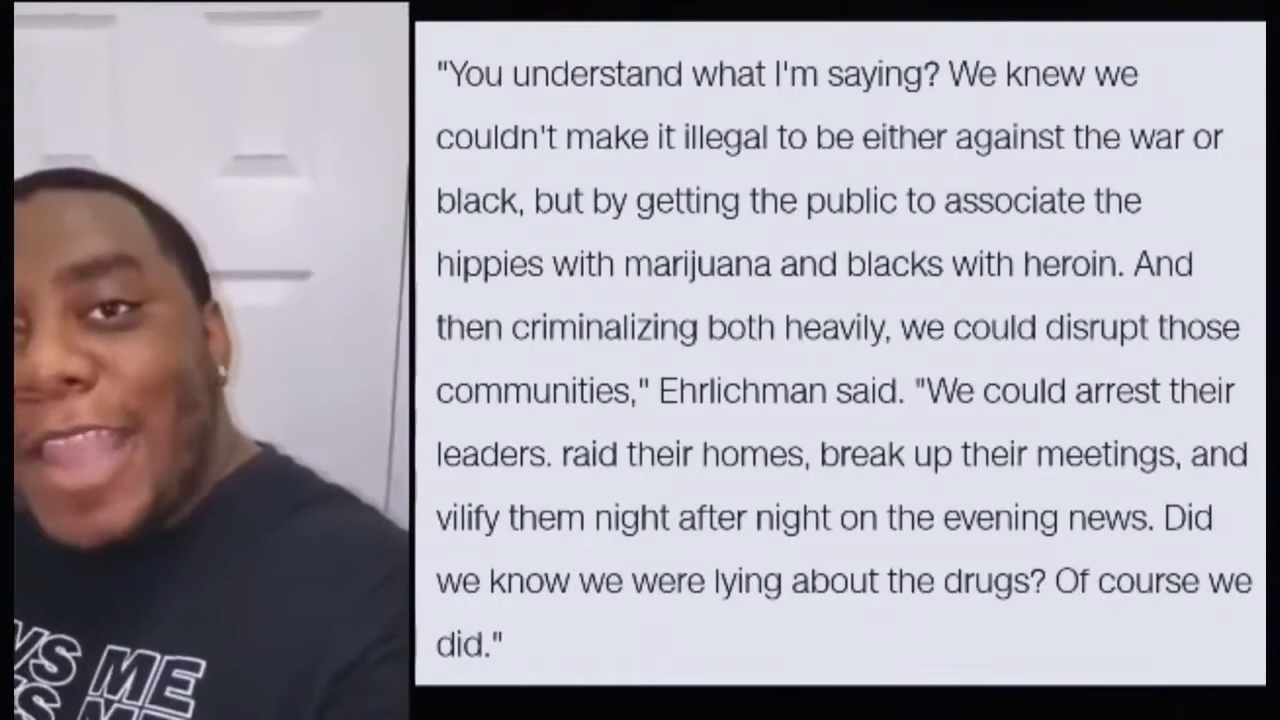 "You understand what I'm saying? We knew we
couldn't make it illegal to be either against the war or
black, but by getting the public to associate the
hippies with marijuana and blacks with heroin. And
then criminalizing both heavily, we could disrupt those
communities," Ehrlichman said. "We could arrest their
leaders. raid their homes, break up their meetings, and
vilify them night after night on the evening news. Did
we know we were lying about the drugs? Of course we
did."
ME